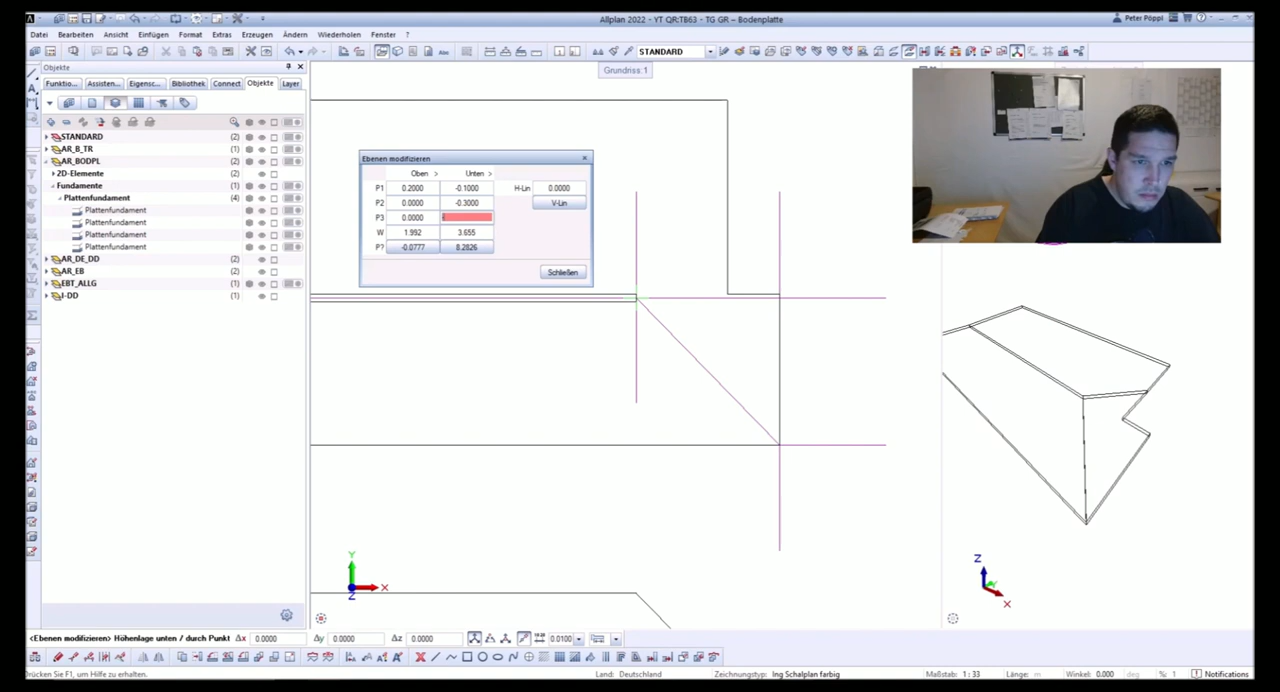 Allplan 2022 - YT QR:TB63 - TG GR - Bodenplatte
Peter Pöppl
Datei Bearbeiten Ansicht Einfügen Format Extras Erzeugen Ändern Wiederholen Fenster ?
STANDARD
Objekte
Grundriss:1
Funktio... Assisten... Eigensc... Bibliothek Connect Objekte Layer
STANDARD (2)
AR_B_TR (1)
AR_BODPL (2)
2D-Elemente (2)
Fundamente (1)
Plattenfundament (4)
Plattenfundament
Plattenfundament
Plattenfundament
Plattenfundament
AR_DE_DD (2)
AR_EB (2)
EBT_ALLG (1)
I-DD (1)
Ebenen modifizieren
Oben > Unten >
P1 0.2000 -0.1000 H-Lin 0.0000
P2 0.0000 -0.3000 V-Lin
P3 0.0000
W 1.992 3.655
P? -0.0777 8.2826
Schließen
Y
X
Z
Z
Y
X
<Ebenen modifizieren> Höhenlage unten / durch Punkt Δx 0.0000 Δy 0.0000 Δz 0.0000 0.0100
Drücken Sie F1, um Hilfe zu erhalten. Land: Deutschland Zeichnungstyp: Ing Schalplan farbig Maßstab: 1 : 33 Länge: m Winkel: 0.000 deg %: 1 Notifications